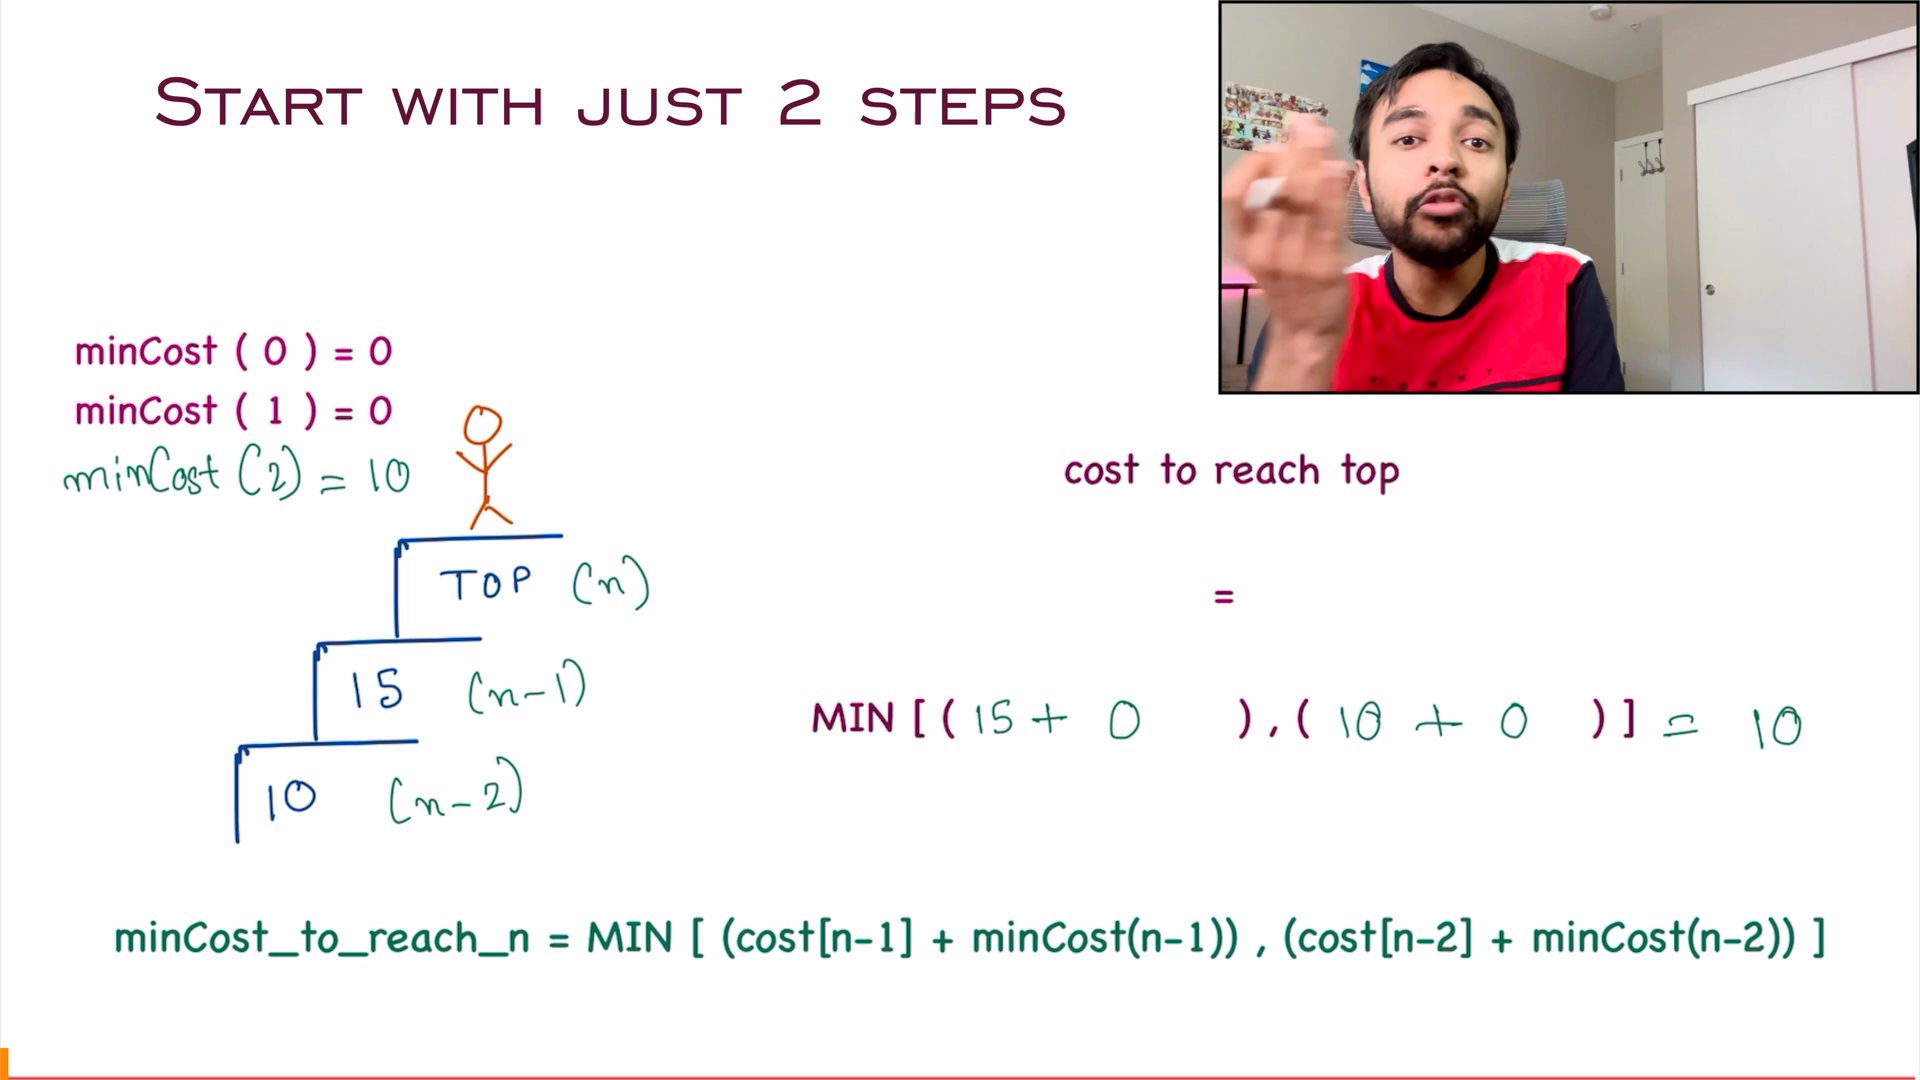 START WITH JUST 2 STEPS
minCost ( 0 ) = 0
minCost ( 1 ) = 0
minCost (2) = 10
cost to reach top
=
TOP (n)
15 (n-1)
10 (n-2)
MIN [ ( 15 + 0 ) , ( 10 + 0 ) ] = 10
minCost_to_reach_n = MIN [ (cost[n-1] + minCost(n-1)) , (cost[n-2] + minCost(n-2)) ]